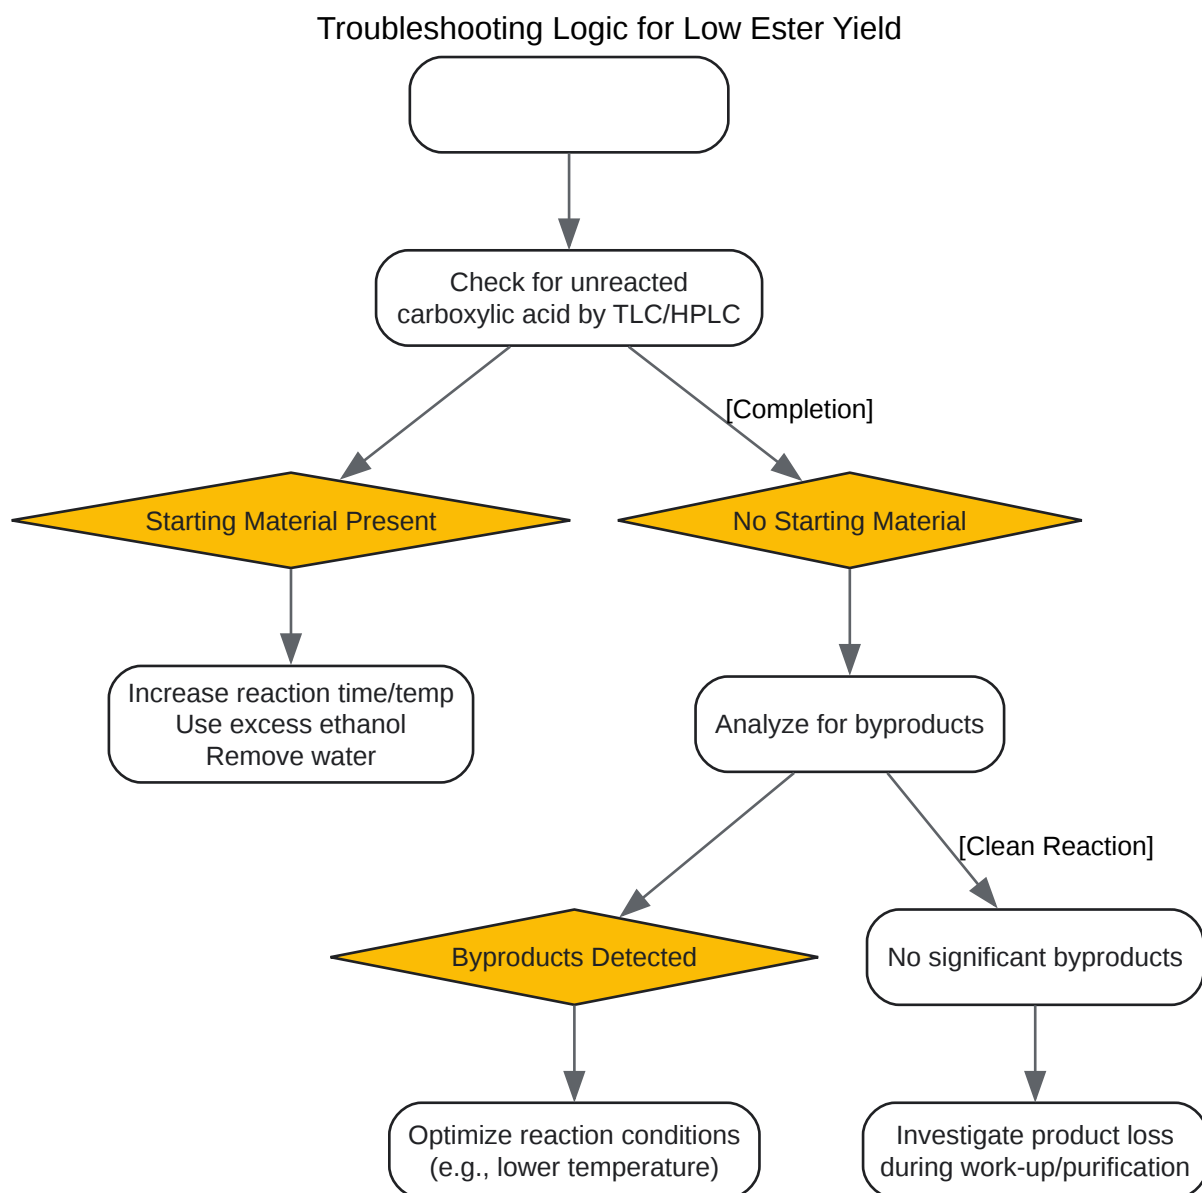 Troubleshooting Logic for Low Ester Yield
Check for unreacted
carboxylic acid by TLC/HPLC
[Completion]
Starting Material Present
No Starting Material
Increase reaction time/temp
Use excess ethanol
Remove water
Analyze for byproducts
[Clean Reaction]
Byproducts Detected
No significant byproducts
Optimize reaction conditions
(e.g., lower temperature)
Investigate product loss
during work-up/purification